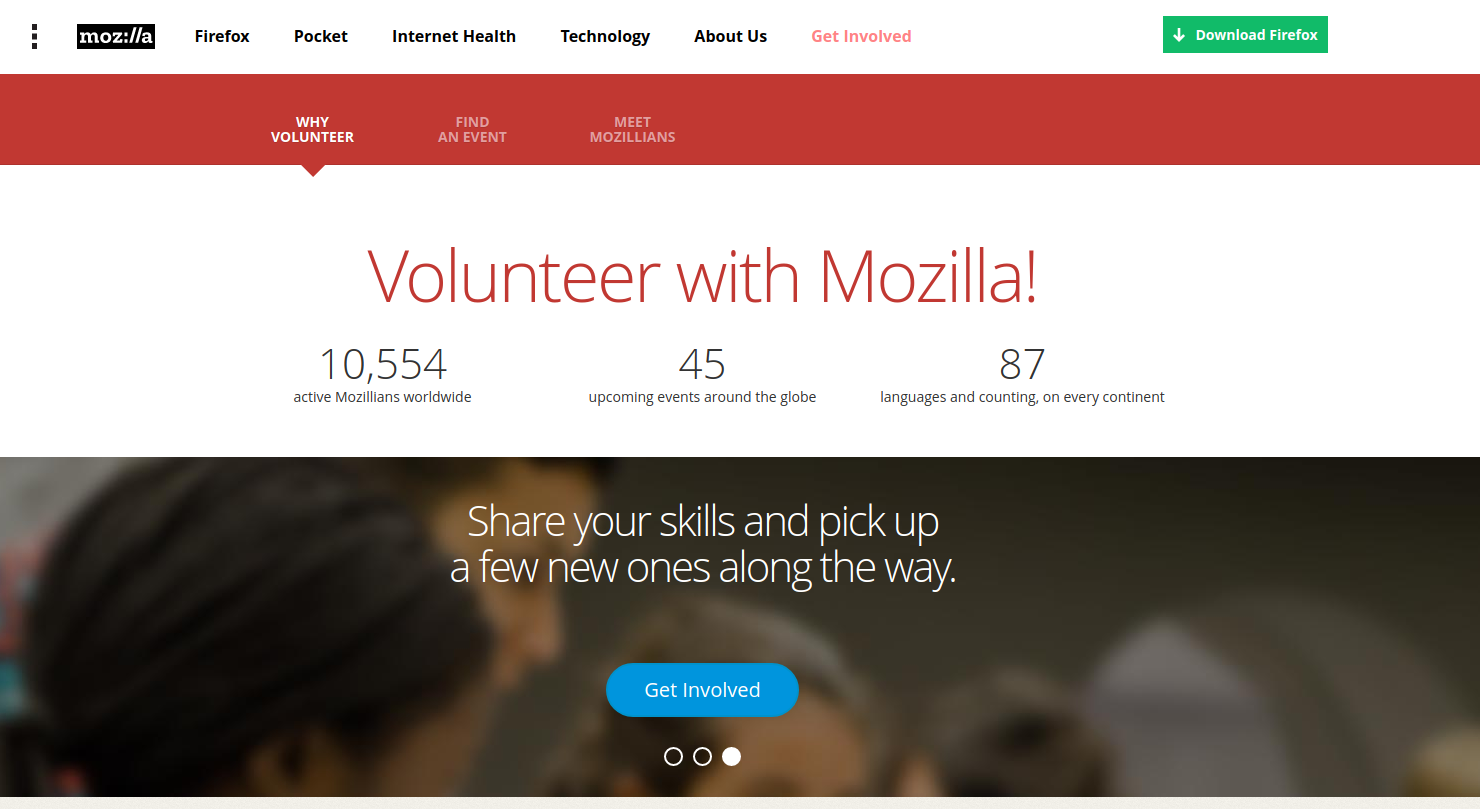 moz://a
Firefox
Pocket
Internet Health
Technology
About Us
Get Involved
Download Firefox
WHY
VOLUNTEER
FIND
AN EVENT
MEET
MOZILLIANS
Volunteer with Mozilla!
10,554
active Mozillians worldwide
45
upcoming events around the globe
87
languages and counting, on every continent
Share your skills and pick up
a few new ones along the way.
Get Involved